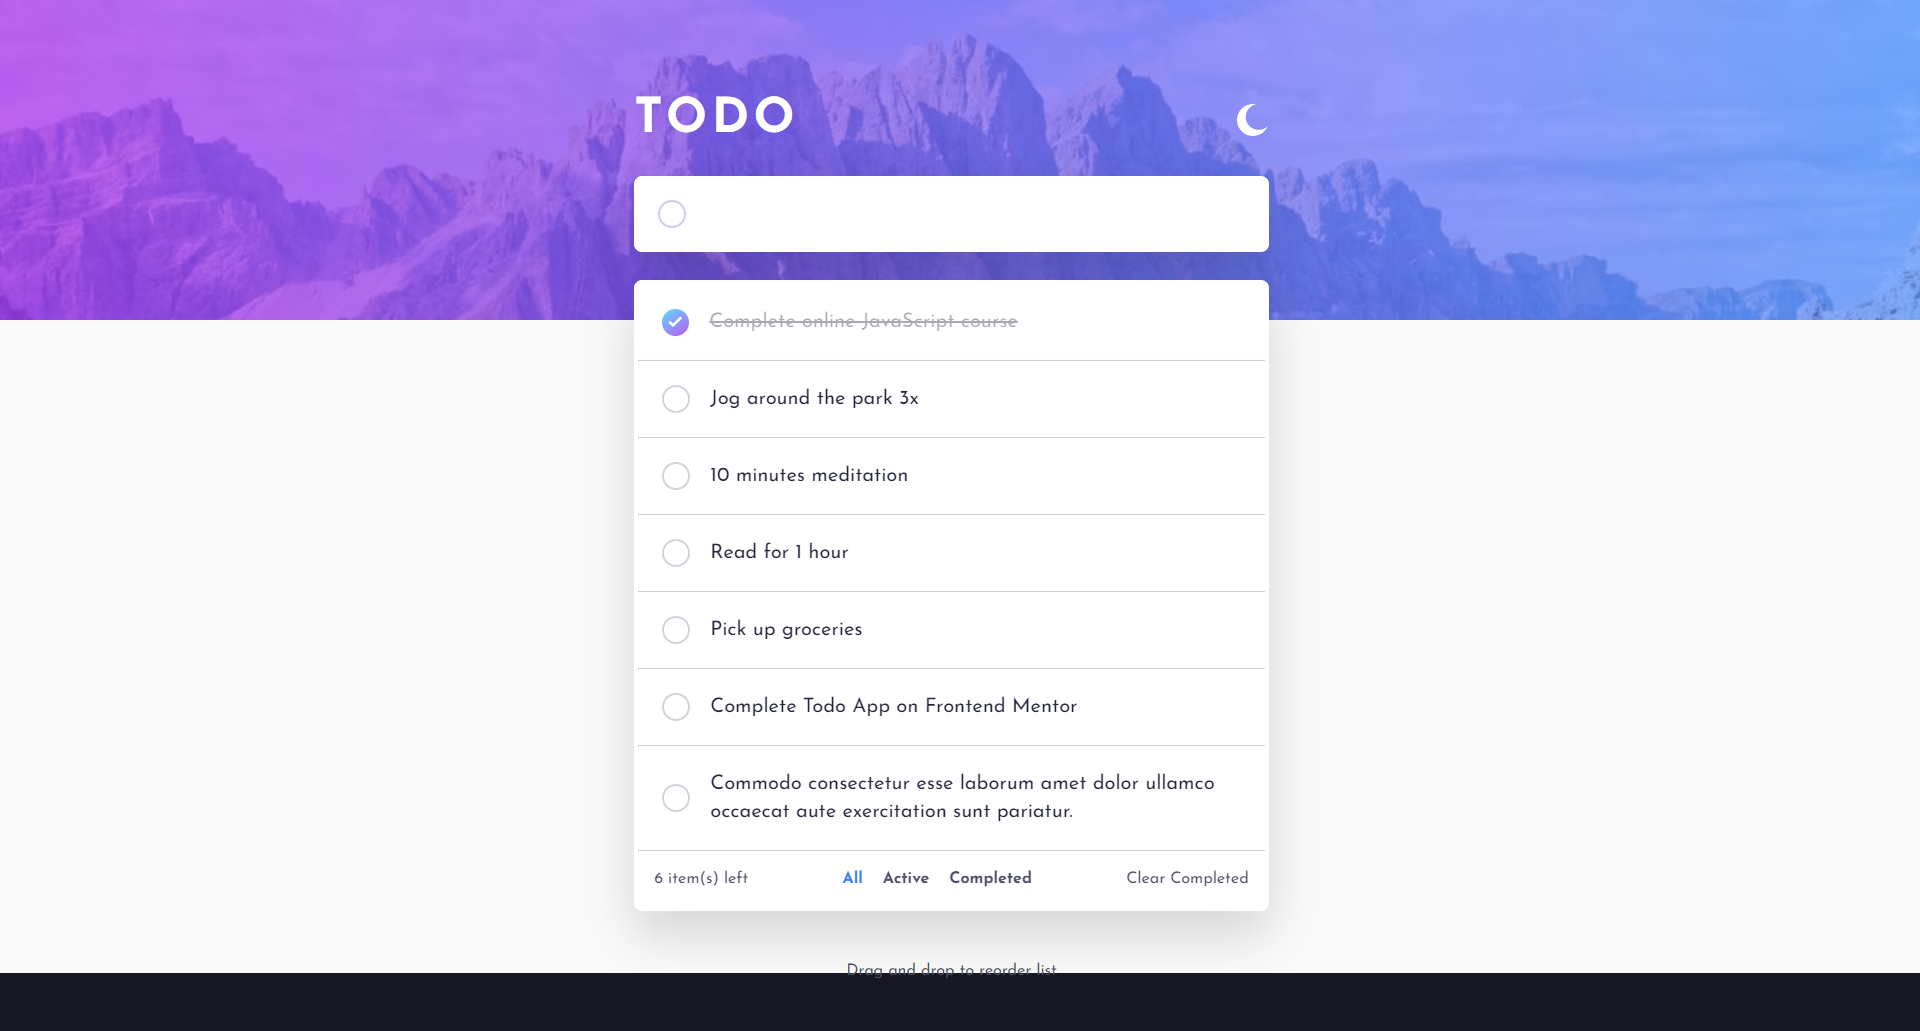 TODO
Complete online JavaScript course
Jog around the park 3x
10 minutes meditation
Read for 1 hour
Pick up groceries
Complete Todo App on Frontend Mentor
Commodo consectetur esse laborum amet dolor ullamco
occaecat aute exercitation sunt pariatur.
6 item(s) left All Active Completed Clear Completed
Drag and drop to reorder list